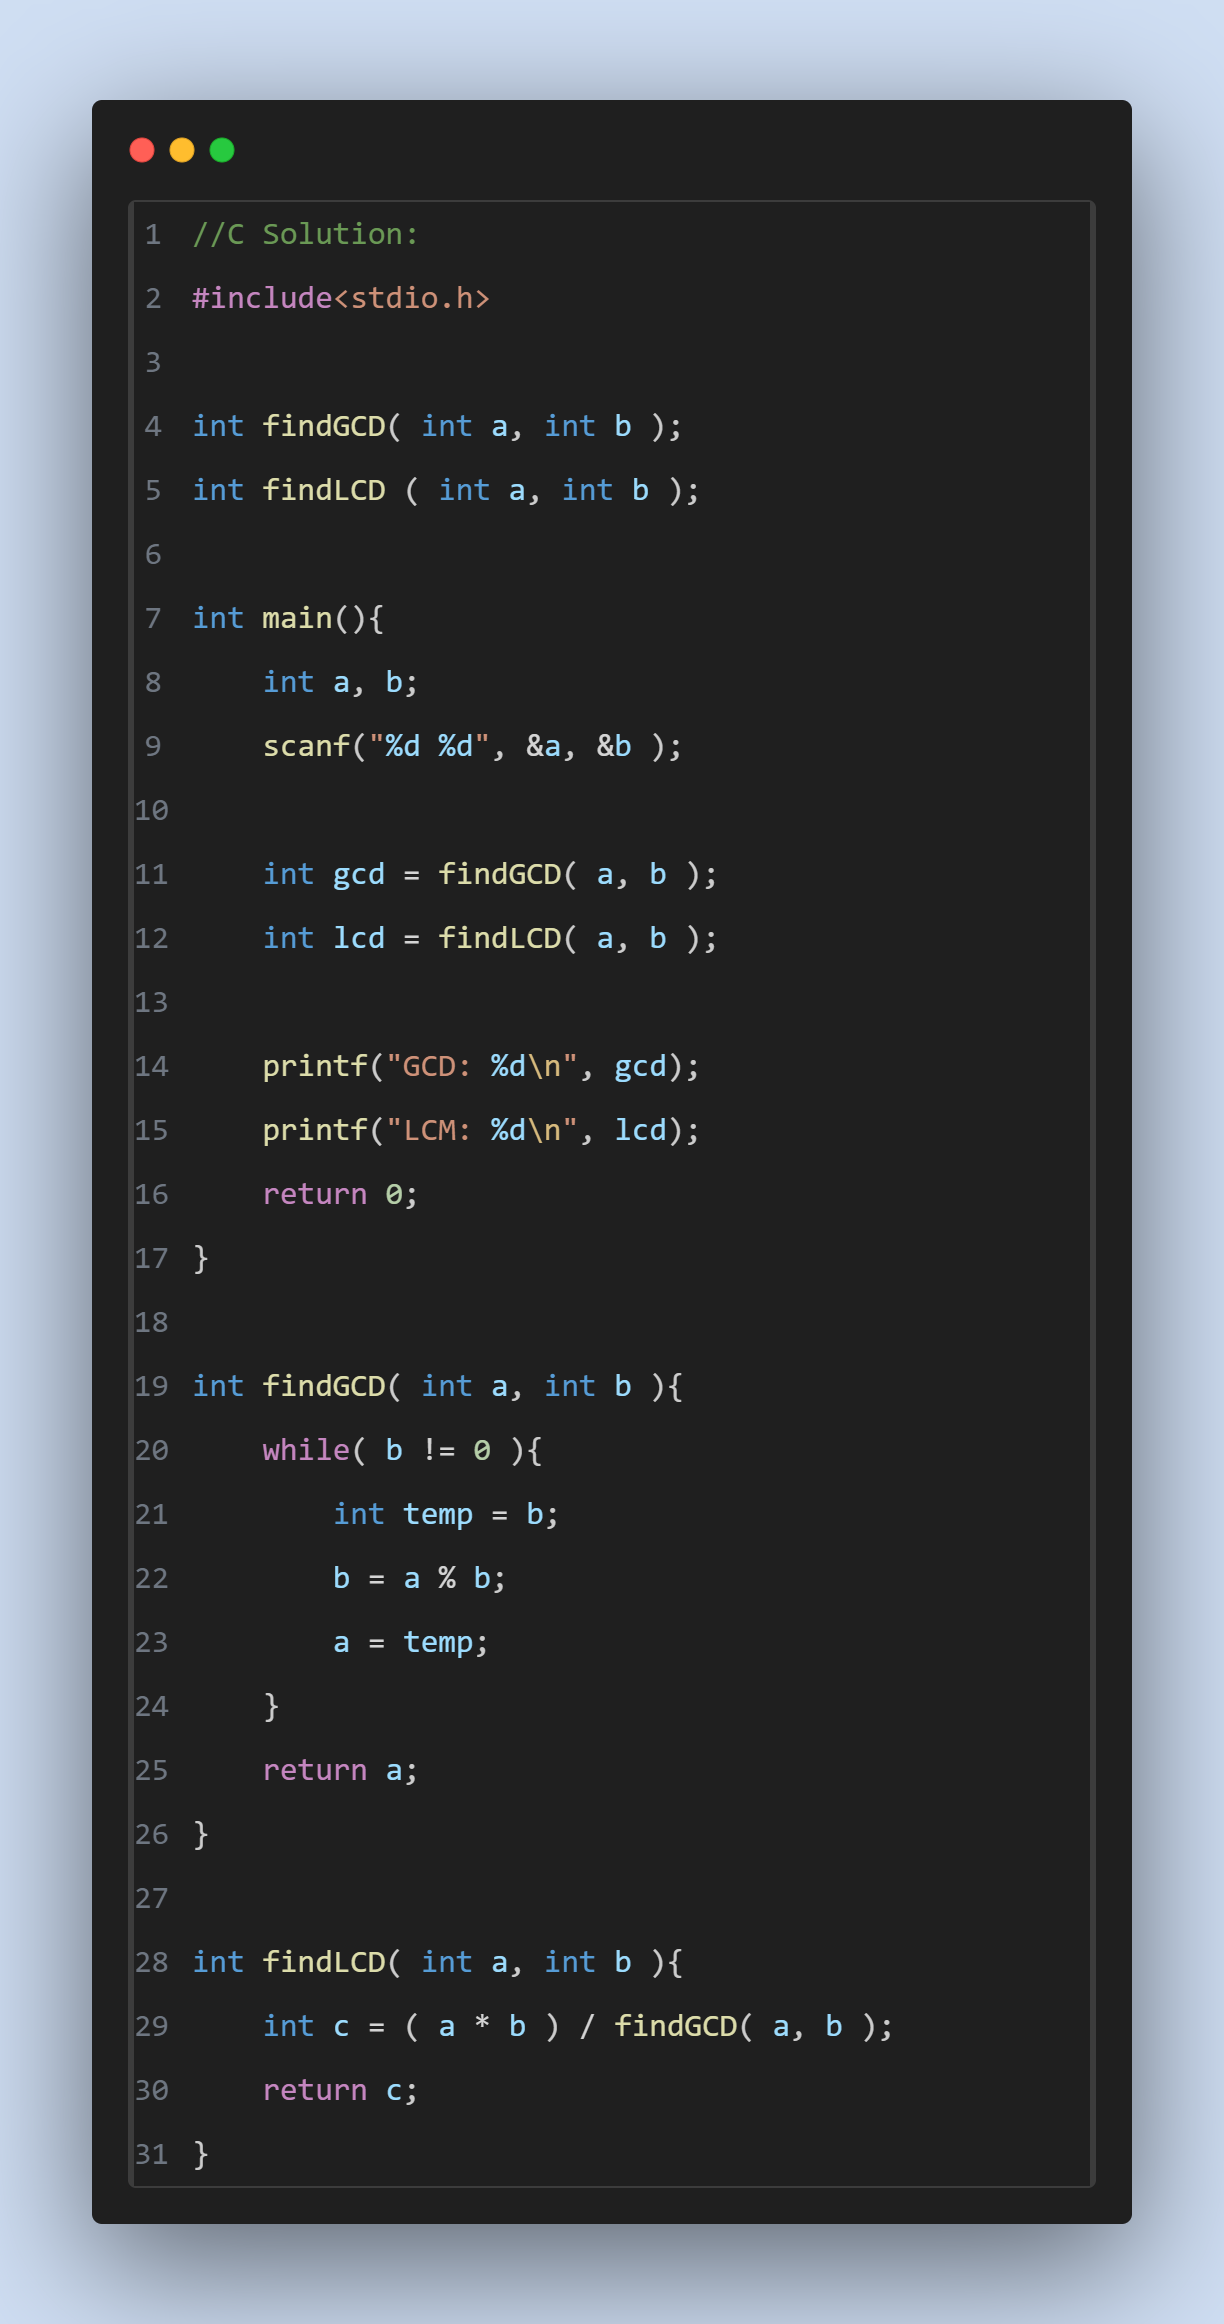 1 //C Solution:
2 #include<stdio.h>
3
4 int findGCD( int a, int b );
5 int findLCD ( int a, int b );
6
7 int main(){
8     int a, b;
9     scanf("%d %d", &a, &b );
10
11     int gcd = findGCD( a, b );
12     int lcd = findLCD( a, b );
13
14     printf("GCD: %d\n", gcd);
15     printf("LCM: %d\n", lcd);
16     return 0;
17 }
18
19 int findGCD( int a, int b ){
20     while( b != 0 ){
21         int temp = b;
22         b = a % b;
23         a = temp;
24     }
25     return a;
26 }
27
28 int findLCD( int a, int b ){
29     int c = ( a * b ) / findGCD( a, b );
30     return c;
31 }